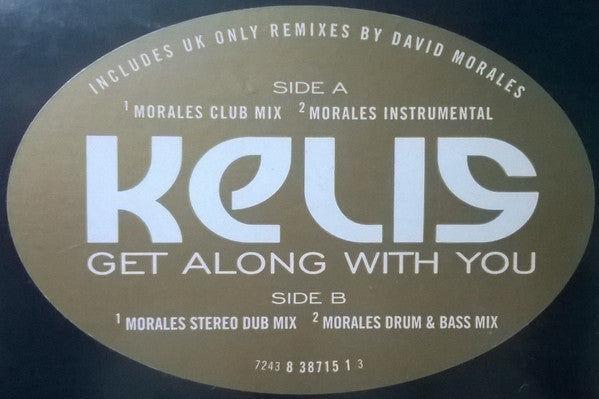 INCLUDES UK ONLY REMIXES BY DAVID MORALES
SIDE A
1 MORALES CLUB MIX 2 MORALES INSTRUMENTAL
KELIS
GET ALONG WITH YOU
SIDE B
1 MORALES STEREO DUB MIX 2 MORALES DRUM & BASS MIX
7243 8 38715 1 3